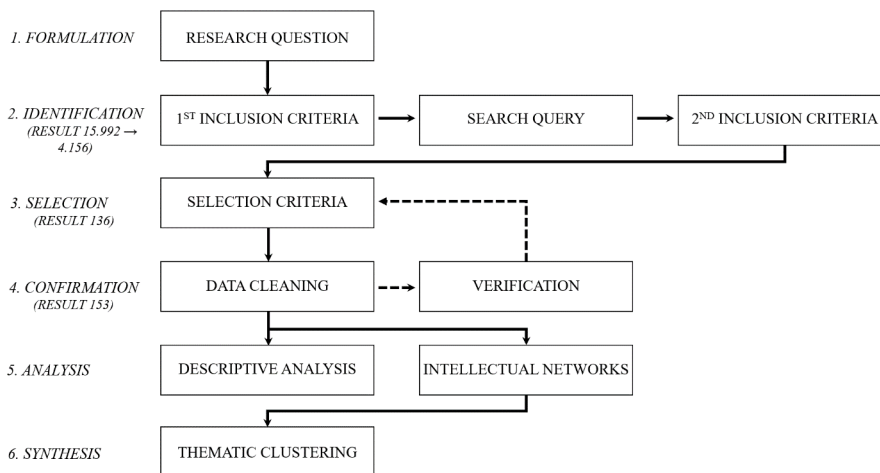 1. FORMULATION
RESEARCH QUESTION
2. IDENTIFICATION
(RESULT 15.992 →
4.156)
1ST INCLUSION CRITERIA
SEARCH QUERY
2ND INCLUSION CRITERIA
3. SELECTION
(RESULT 136)
SELECTION CRITERIA
4. CONFIRMATION
(RESULT 153)
DATA CLEANING
VERIFICATION
5. ANALYSIS
DESCRIPTIVE ANALYSIS
INTELLECTUAL NETWORKS
6. SYNTHESIS
THEMATIC CLUSTERING